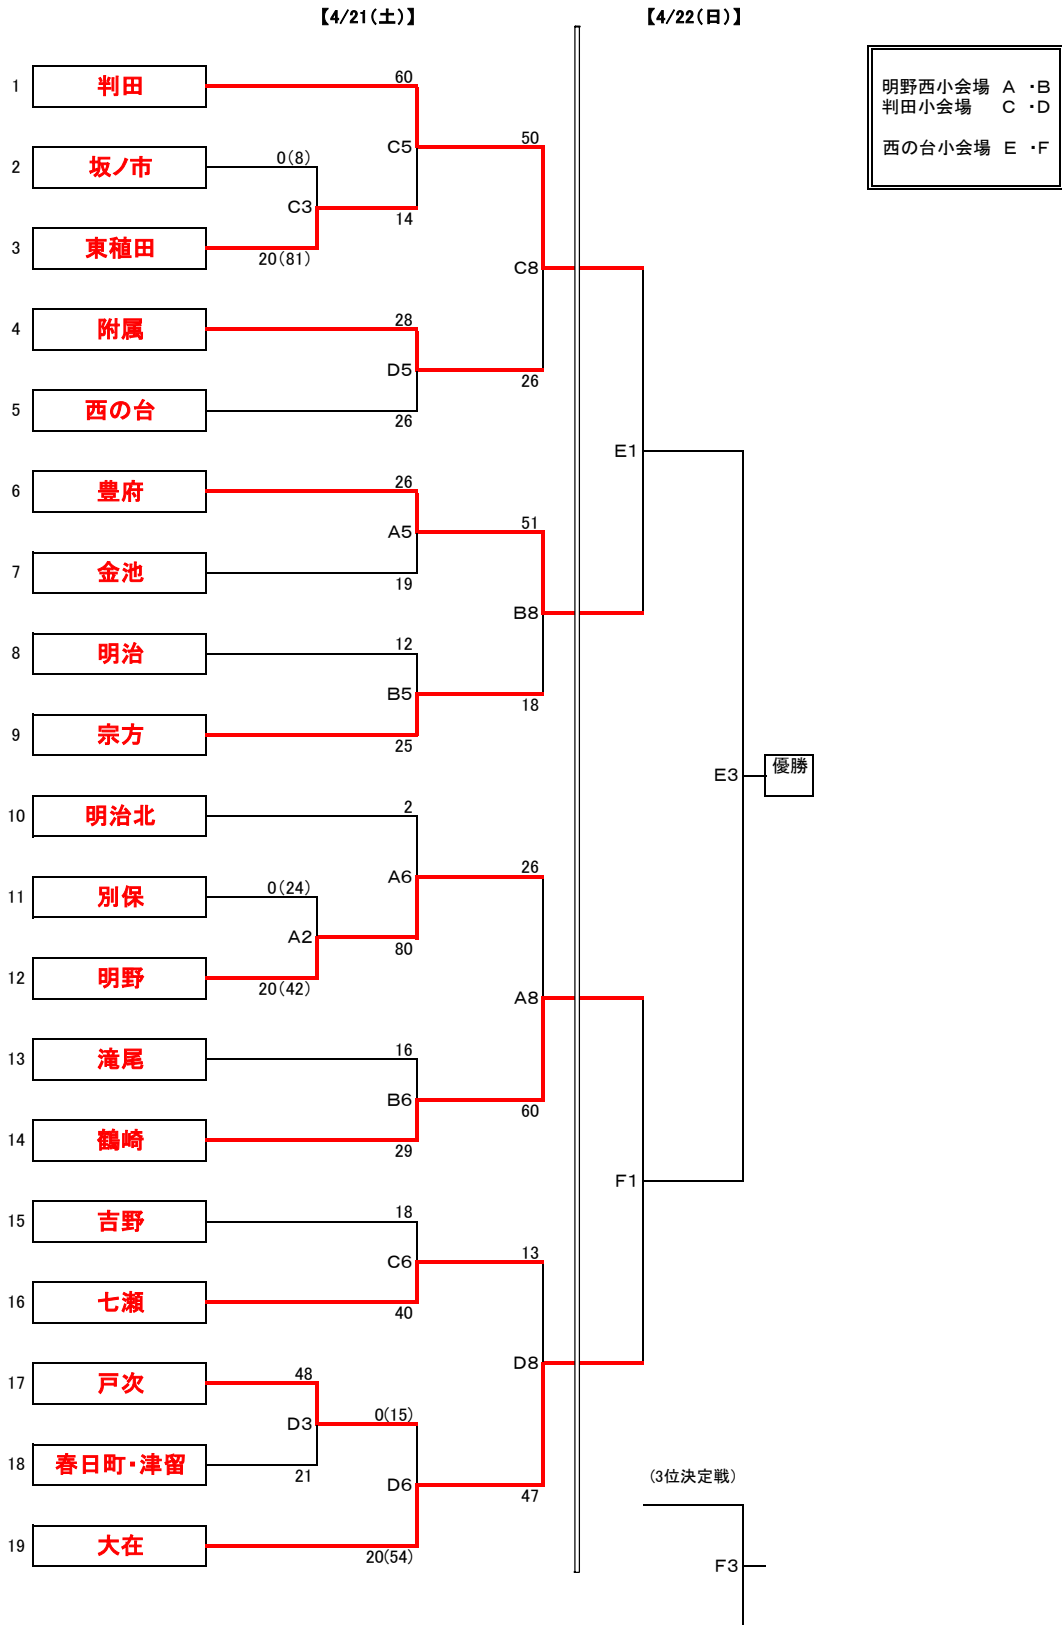 【4/21(土)】
【4/22(日)】
明野西小会場 A ・B
判田小会場 C ・D
西の台小会場 E ・F
1 判田 60
C5 50
2 坂ノ市 0(8)
C3 14
3 東稙田 20(81)
C8
4 附属 28
D5 26
5 西の台 26
E1
6 豊府 26
A5 51
7 金池 19
B8
8 明治 12
B5 18
9 宗方 25
E3 優勝
10 明治北 2
A6 26
11 別保 0(24)
A2 80
12 明野 20(42)
A8
13 滝尾 16
B6 60
14 鶴崎 29
F1
15 吉野 18
C6 13
16 七瀬 40
D8
17 戸次 48
D3 0(15)
18 春日町・津留 21
D6 47
19 大在 20(54)
(3位決定戦)
F3